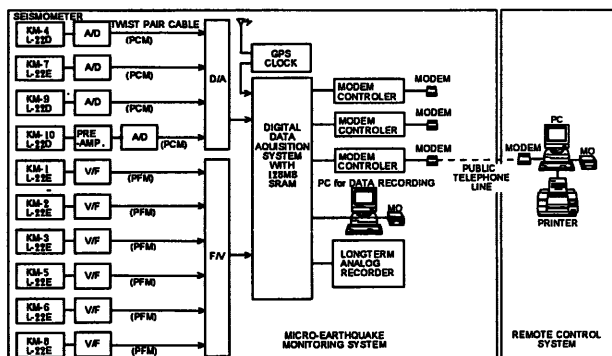 SEISMOMETER
TWIST PAIR CABLE
KM-4
L-22D
A/D
(PCM)
KM-7
L-22E
A/D
(PCM)
KM-9
L-22D
A/D
(PCM)
KM-10
L-22D
PRE
-AMP.
A/D
(PCM)
D/A
KM-1
L-22E
V/F
(PFM)
KM-2
L-22E
V/F
(PFM)
KM-3
L-22E
V/F
(PFM)
KM-5
L-22E
V/F
(PFM)
KM-6
L-22E
V/F
(PFM)
KM-8
L-22E
V/F
(PFM)
F/V
GPS
CLOCK
DIGITAL
DATA
AQUISITION
SYSTEM
WITH
128MB
SRAM
MODEM
CONTROLER
MODEM
MODEM
CONTROLER
MODEM
MODEM
CONTROLER
MODEM
PC for DATA RECORDING
MO
LONGTERM
ANALOG
RECORDER
MICRO-EARTHQUAKE
MONITORING SYSTEM
PUBLIC
TELEPHONE
LINE
PC
MODEM
MO
PRINTER
REMOTE CONTROL
SYSTEM